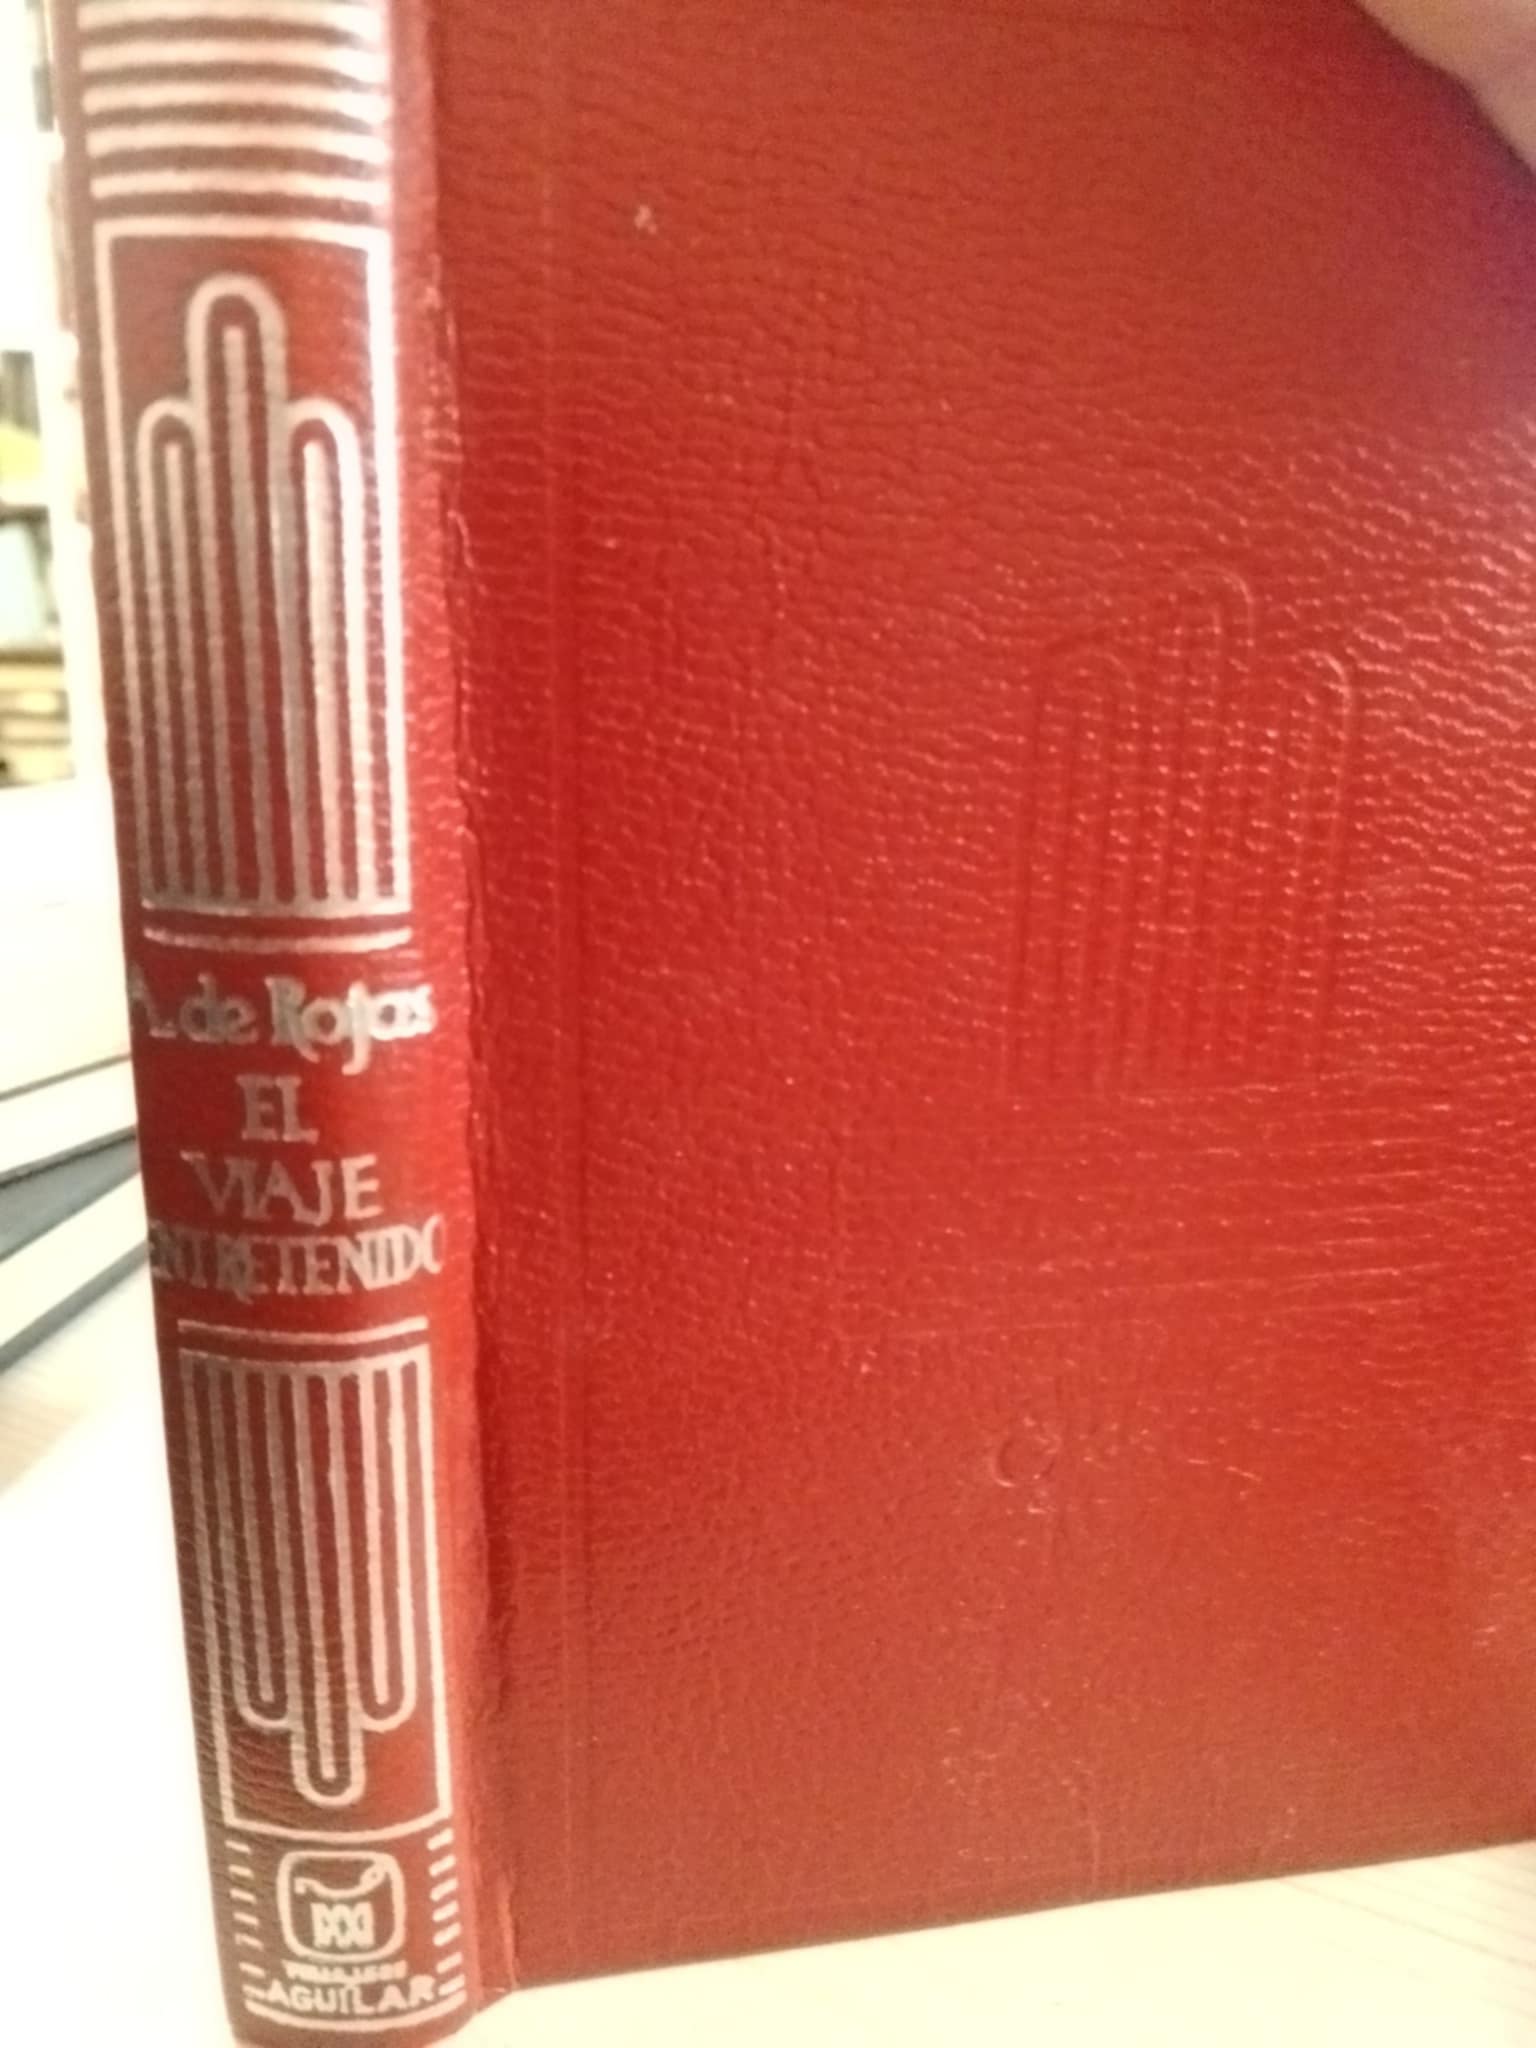 A. de Rojas
EL
VIAJE
ENTRETENIDO
AGUILAR